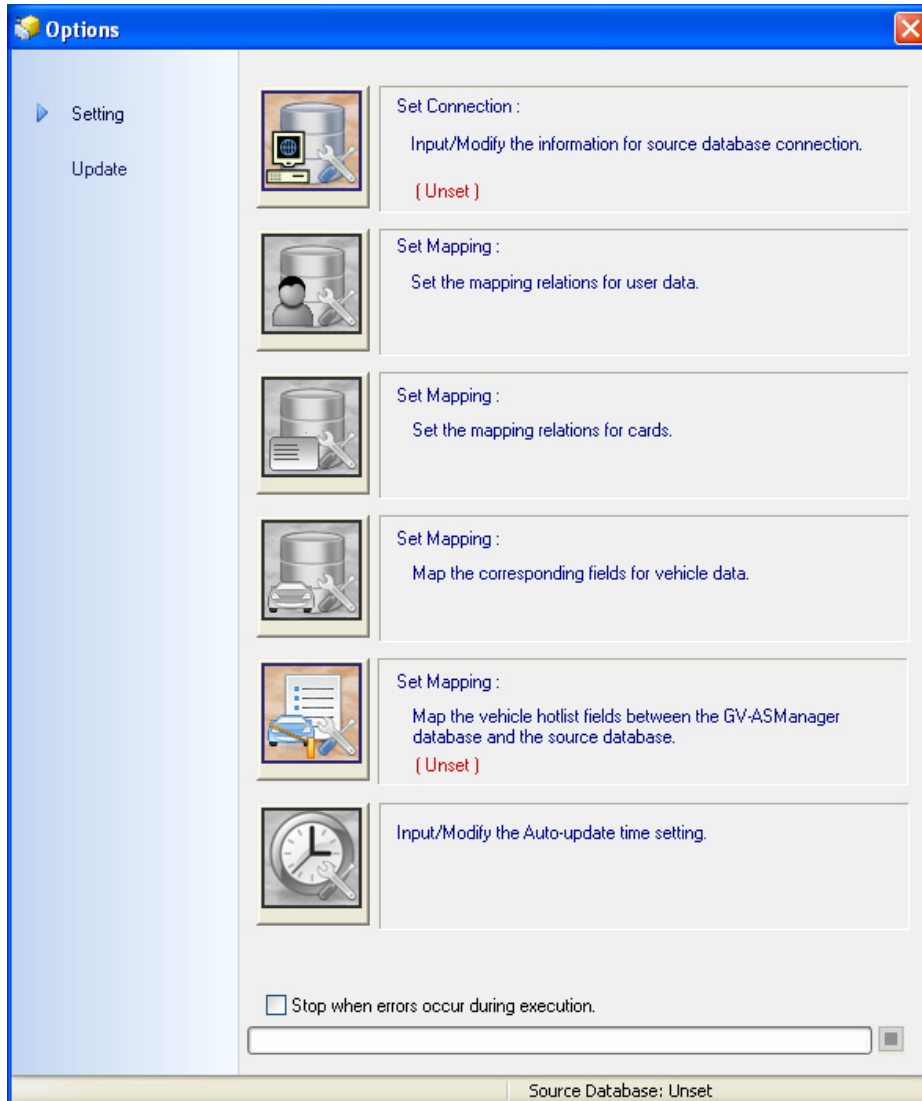 Options
Setting
Update
Set Connection :
Input/Modify the information for source database connection.
( Unset )
Set Mapping :
Set the mapping relations for user data.
Set Mapping :
Set the mapping relations for cards.
Set Mapping :
Map the corresponding fields for vehicle data.
Set Mapping :
Map the vehicle hotlist fields between the GV-ASManager
database and the source database.
( Unset )
Input/Modify the Auto-update time setting.
Stop when errors occur during execution.
Source Database: Unset